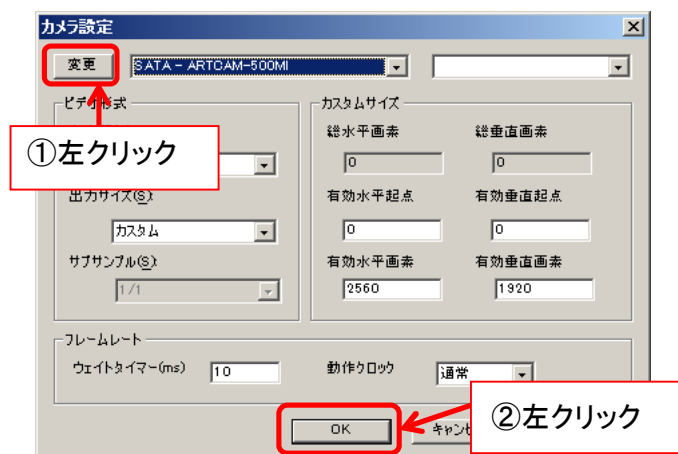 カメラ設定
変更 SATA - ARTCAM-500MI
ビデオ形式
①左クリック
出力サイズ(S)
カスタム
サブサンプル(S)
1/1
カスタムサイズ
総水平画素 総垂直画素
0 0
有効水平起点 有効垂直起点
0 0
有効水平画素 有効垂直画素
2560 1920
フレームレート
ウェイトタイマー(ms) 10 動作クロック 通常
OK キャンセ
②左クリック